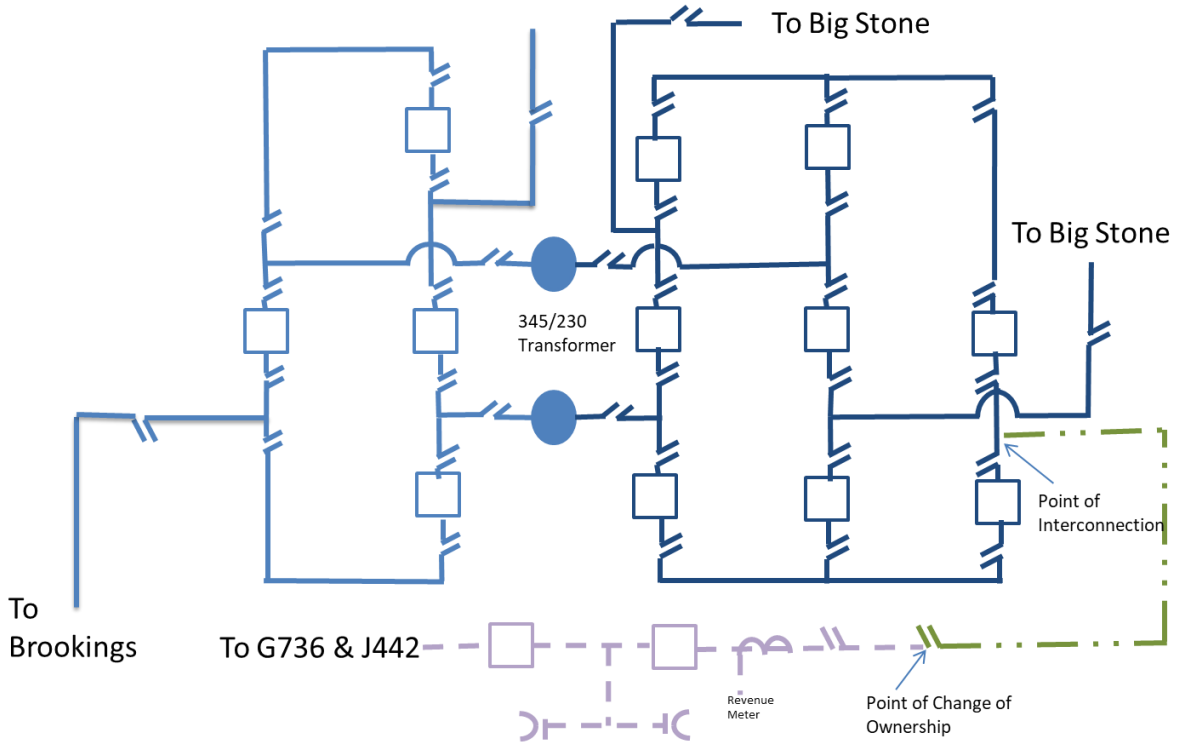 To Big Stone
To Big Stone
345/230
Transformer
Point of
Interconnection
To
Brookings
To G736 & J442
Revenue
Meter
Point of Change of
Ownership